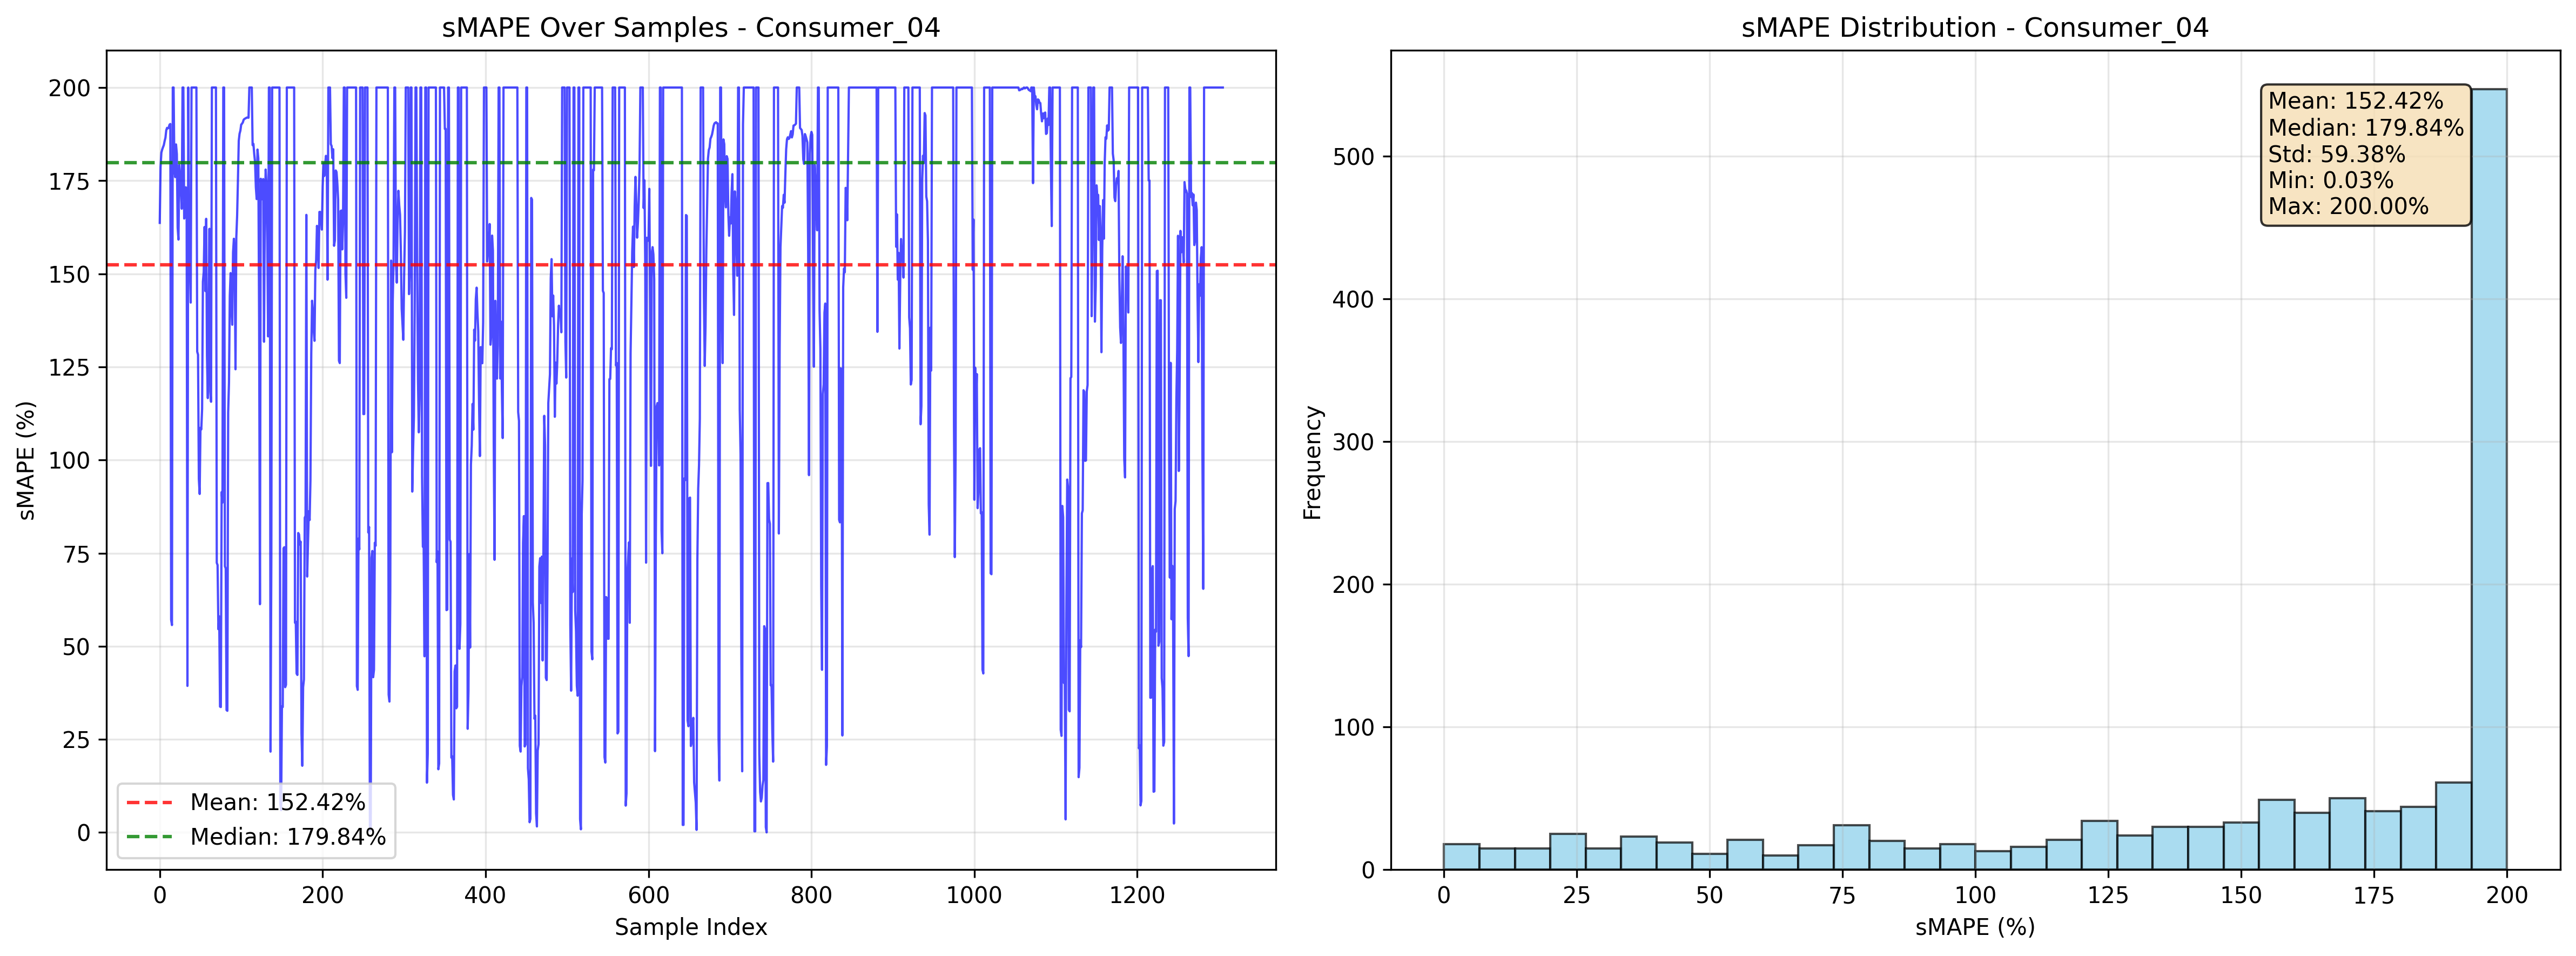 sMAPE Over Samples - Consumer_04
sMAPE (%)
200
175
150
125
100
75
50
25
0
Mean: 152.42%
Median: 179.84%
0
200
400
600
800
1000
1200
Sample Index
sMAPE Distribution - Consumer_04
Frequency
500
400
300
200
100
0
Mean: 152.42%
Median: 179.84%
Std: 59.38%
Min: 0.03%
Max: 200.00%
0
25
50
75
100
125
150
175
200
sMAPE (%)